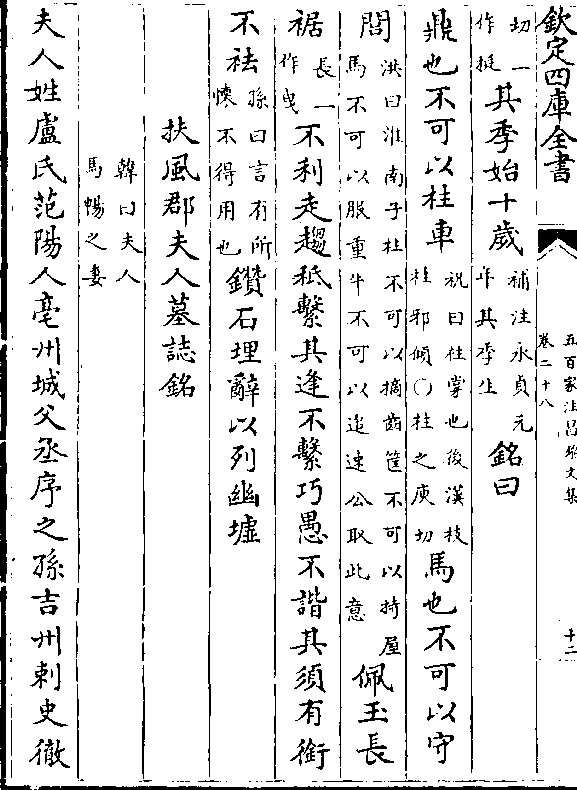 欽定四庫全書
五百家注昌黎文集
卷二十八
十二
切一作挺其季始十歲補注永貞元年其季生銘曰
鼎也不可以柱車祝曰柱掌也後漢枝柱邪傾〇柱之庾切馬也不可以守
閭洪曰淮南子柱不可以摘齒筐不可以持屋馬不可以服重牛不可以追速公取此意佩玉長
裾長一作曳不利走趨秪繫其逢不繫巧愚不諧其須有銜
不祛孫曰言有所懷不得用也鑽石埋辭以列幽墟
扶風郡夫人墓誌銘
韓曰夫人馬暢之妻
夫人姓盧氏范陽人亳州城父丞序之孫吉州刺史徹